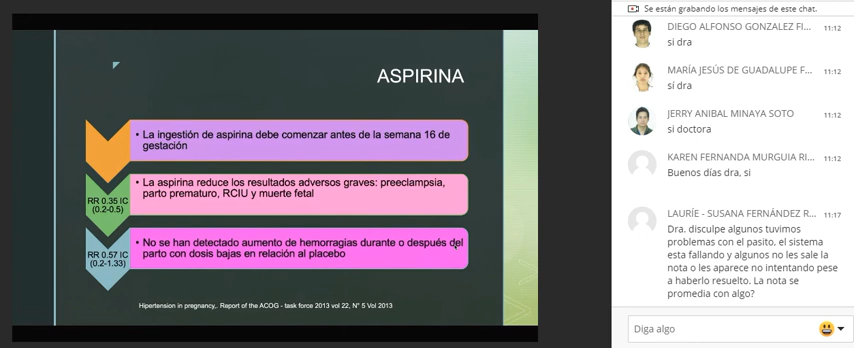 ASPIRINA
• La ingestión de aspirina debe comenzar antes de la semana 16 de
gestación
RR 0.35 IC
(0.2-0.5)
• La aspirina reduce los resultados adversos graves: preeclampsia,
parto prematuro, RCIU y muerte fetal
RR 0.57 IC
(0.2-1.33)
• No se han detectado aumento de hemorragias durante o después del
parto con dosis bajas en relación al placebo
Hipertension in pregnancy,. Report of the ACOG - task force 2013 vol 22, N° 5 Vol 2013
Se están grabando los mensajes de este chat.
DIEGO ALFONSO GONZALEZ FI... 11:12
si dra
MARÍA JESÚS DE GUADALUPE F... 11:12
sí dra
JERRY ANIBAL MINAYA SOTO 11:12
si doctora
KAREN FERNANDA MURGUIA RI... 11:12
Buenos días dra, si
LAURÍE - SUSANA FERNÁNDEZ R... 11:17
Dra. disculpe algunos tuvimos
problemas con el pasito. el sistema
esta fallando y algunos no les sale la
nota o les aparece no intentando pese
a haberlo resuelto. La nota se
promedia con algo?
Diga algo